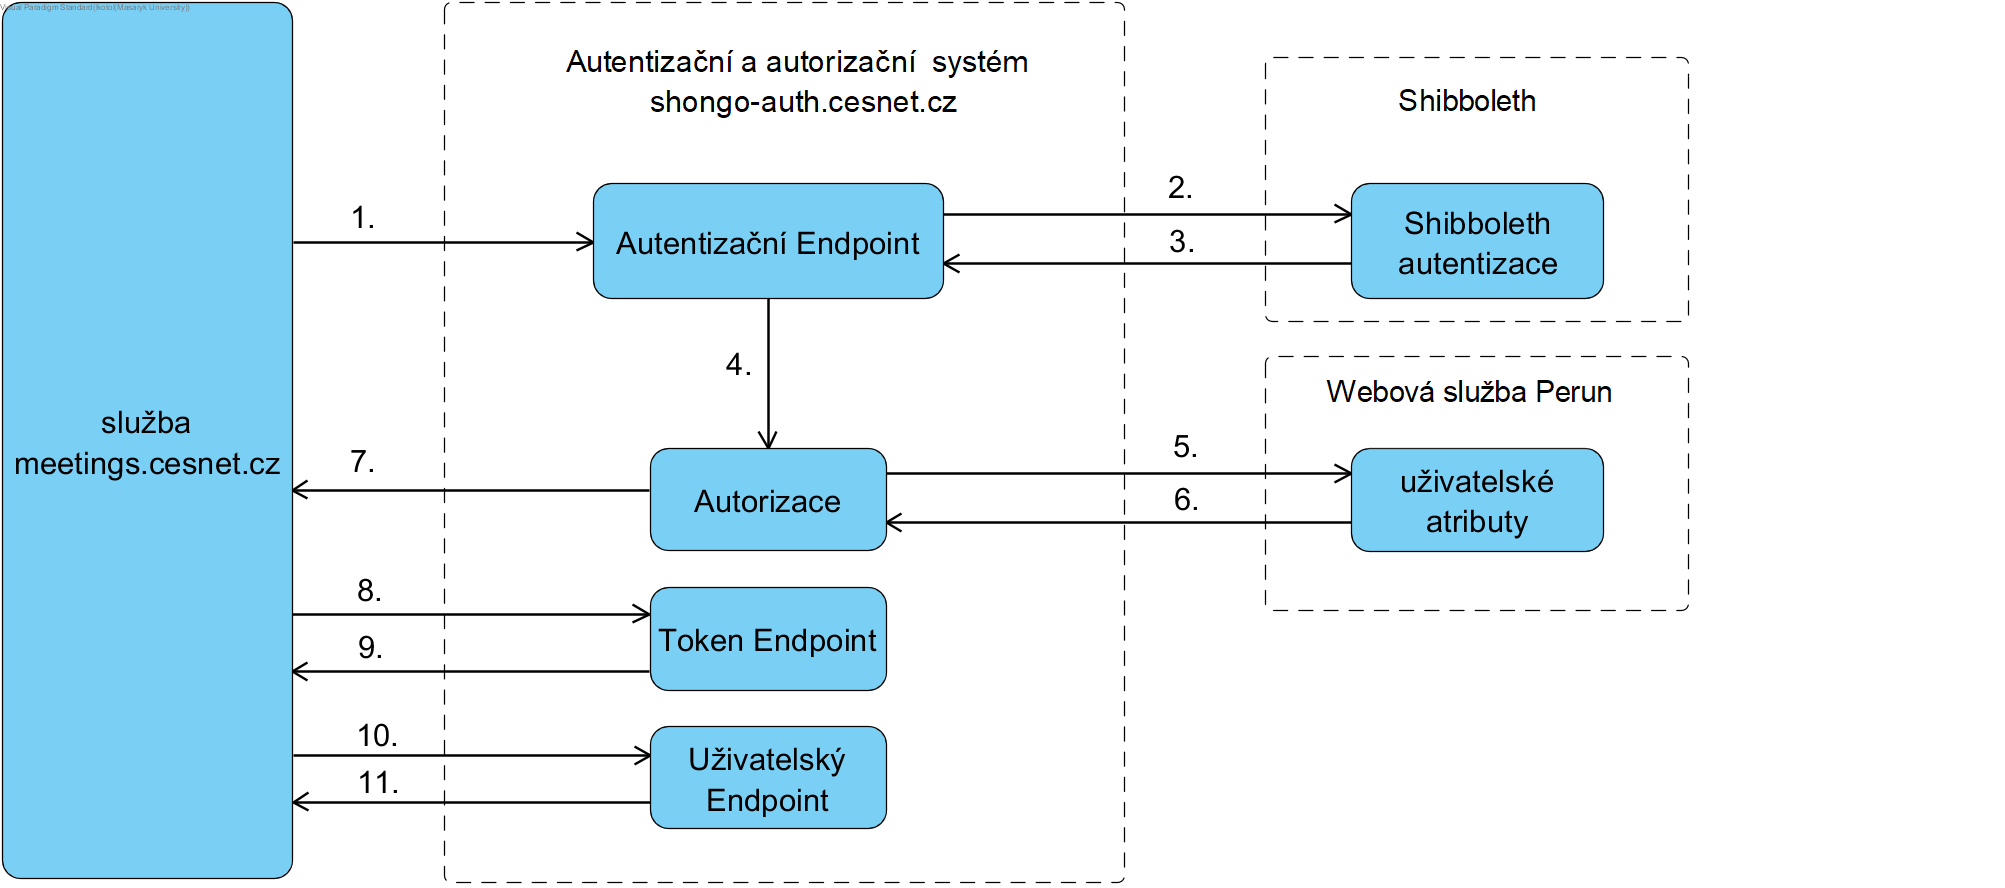 Visual Paradigm Standard(kotol(Masaryk University))
Autentizační a autorizační systém
shongo-auth.cesnet.cz
Shibboleth
1.
Autentizační Endpoint
2.
3.
Shibboleth
autentizace
4.
Webová služba Perun
služba
meetings.cesnet.cz
7.
Autorizace
5.
6.
uživatelské
atributy
8.
9.
Token Endpoint
10.
11.
Uživatelský
Endpoint